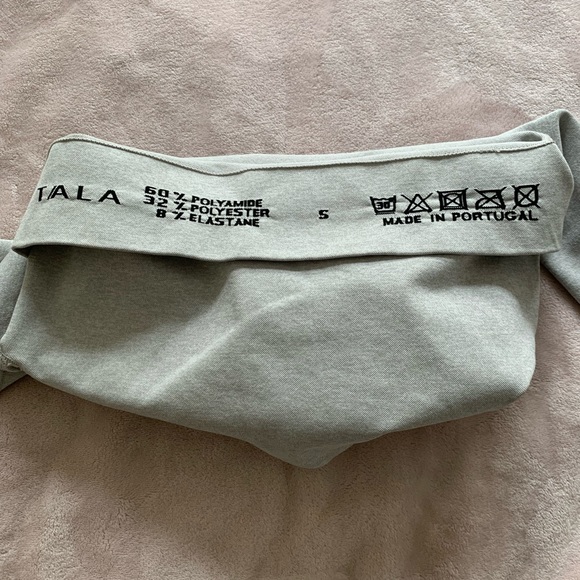 TALA
60% POLYAMIDE
32% POLYESTER
8% ELASTANE
S
30°
MADE IN PORTUGAL